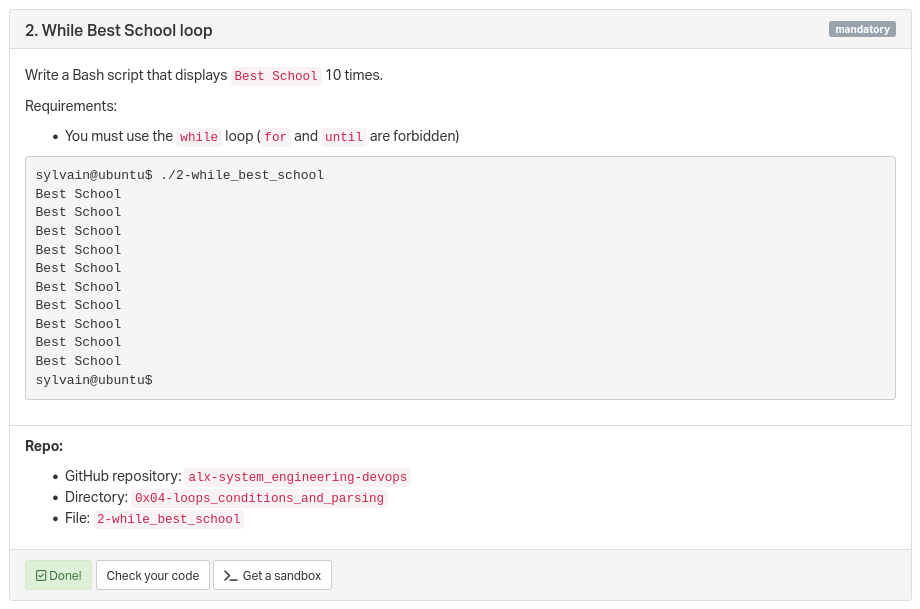 2. While Best School loop
mandatory
Write a Bash script that displays Best School 10 times.
Requirements:
• You must use the while loop ( for and until are forbidden)
sylvain@ubuntu$ ./2-while_best_school
Best School
Best School
Best School
Best School
Best School
Best School
Best School
Best School
Best School
Best School
sylvain@ubuntu$
Repo:
• GitHub repository: alx-system_engineering-devops
• Directory: 0x04-loops_conditions_and_parsing
• File: 2-while_best_school
Done!
Check your code
>_ Get a sandbox